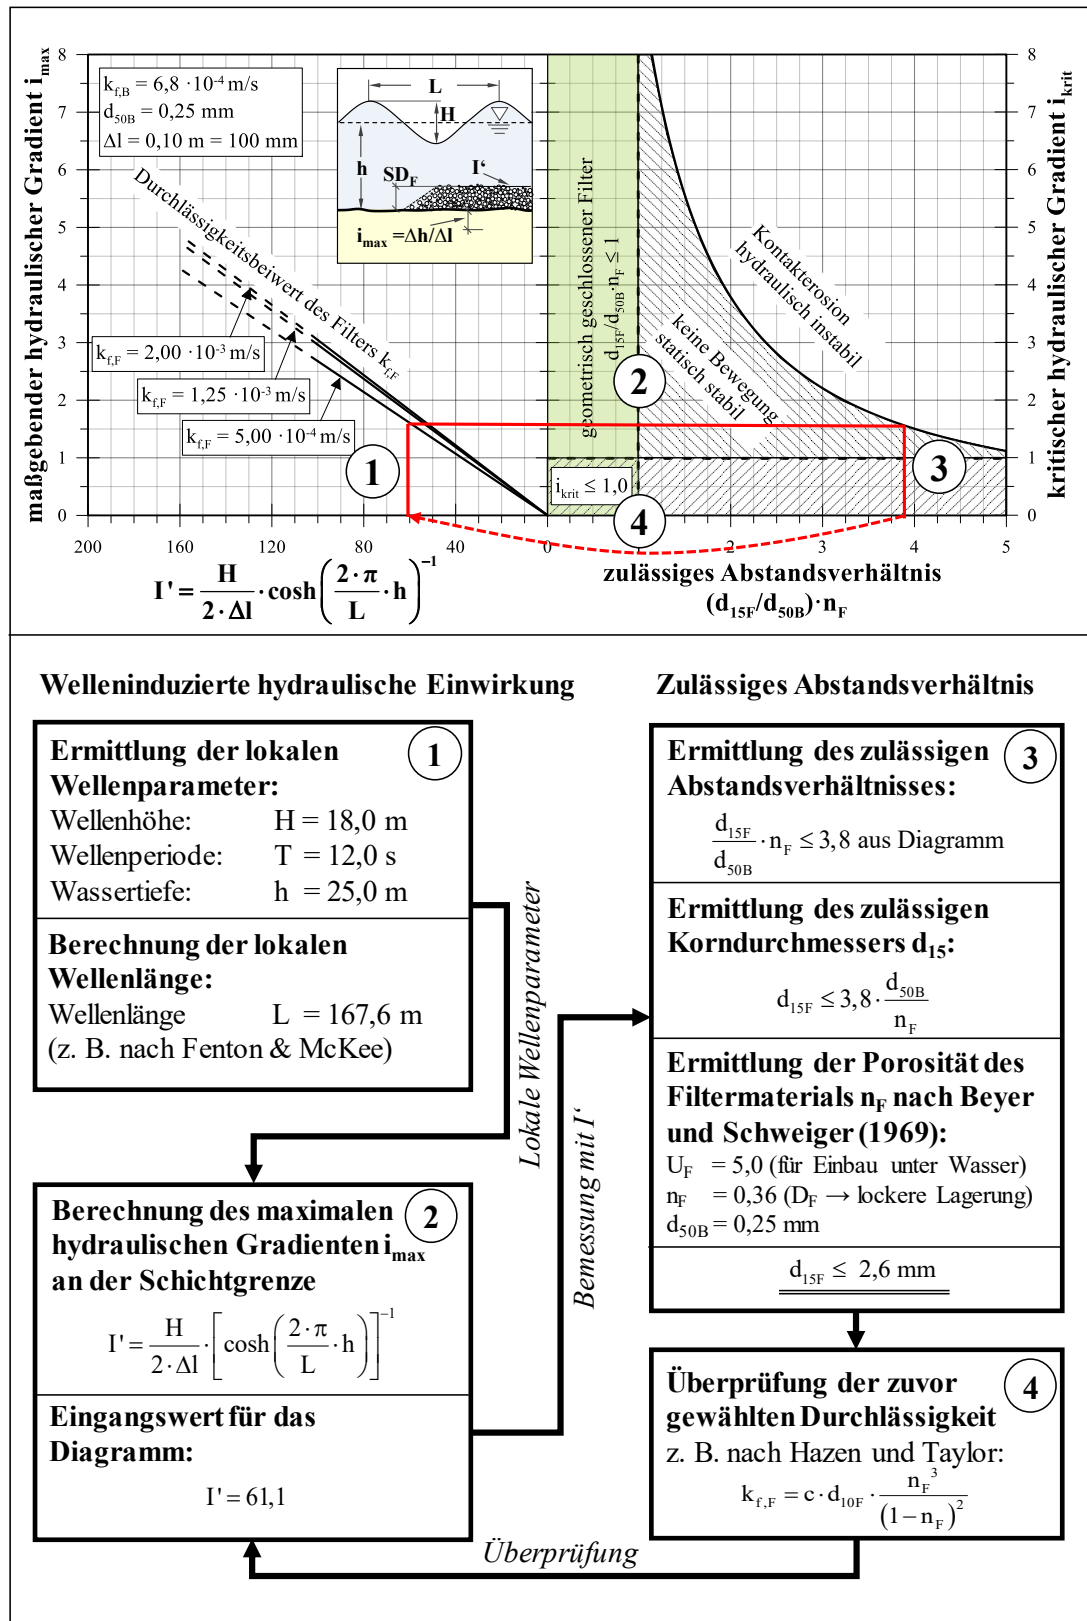 maßgebender hydraulischer Gradient i_max
8
7
6
5
4
3
2
1
0
k_f,B = 6,8 ·10⁻⁴ m/s
d_50B = 0,25 mm
Δl = 0,10 m = 100 mm
L
H
h
SD_F
I‘
i_max =Δh/Δl
Durchlässigkeitsbeiwert des Filters k_f,F
k_f,F = 2,00 ·10⁻³ m/s
k_f,F = 1,25 ·10⁻³ m/s
k_f,F = 5,00 ·10⁻⁴ m/s
1
geometrisch geschlossener Filter
d_15F/d_50B·n_F ≤ 1
2
keine Bewegung
statisch stabil
Kontakterosion
hydraulisch instabil
3
i_krit ≤ 1,0
4
8
7
6
5
4
3
2
1
0
kritischer hydraulischer Gradient i_krit
200 160 120 80 40 0 1 2 3 4 5
I' = H / (2·Δl) · cosh(2·π / L · h)⁻¹
zulässiges Abstandsverhältnis
(d_15F/d_50B)·n_F
Welleninduzierte hydraulische Einwirkung
1
Ermittlung der lokalen
Wellenparameter:
Wellenhöhe: H = 18,0 m
Wellenperiode: T = 12,0 s
Wassertiefe: h = 25,0 m
Berechnung der lokalen
Wellenlänge:
Wellenlänge L = 167,6 m
(z. B. nach Fenton & McKee)
Lokale Wellenparameter
2
Berechnung des maximalen
hydraulischen Gradienten i_max
an der Schichtgrenze
I' = H / (2·Δl) · [cosh(2·π / L · h)]⁻¹
Eingangswert für das
Diagramm:
I' = 61,1
Bemessung mit I‘
Zulässiges Abstandsverhältnis
3
Ermittlung des zulässigen
Abstandsverhältnisses:
d_15F / d_50B · n_F ≤ 3,8 aus Diagramm
Ermittlung des zulässigen
Korndurchmessers d_15:
d_15F ≤ 3,8 · d_50B / n_F
Ermittlung der Porosität des
Filtermaterials n_F nach Beyer
und Schweiger (1969):
U_F = 5,0 (für Einbau unter Wasser)
n_F = 0,36 (D_F → lockere Lagerung)
d_50B = 0,25 mm
d_15F ≤ 2,6 mm
4
Überprüfung der zuvor
gewählten Durchlässigkeit
z. B. nach Hazen und Taylor:
k_f,F = c · d_10F · n_F³ / (1−n_F)²
Überprüfung